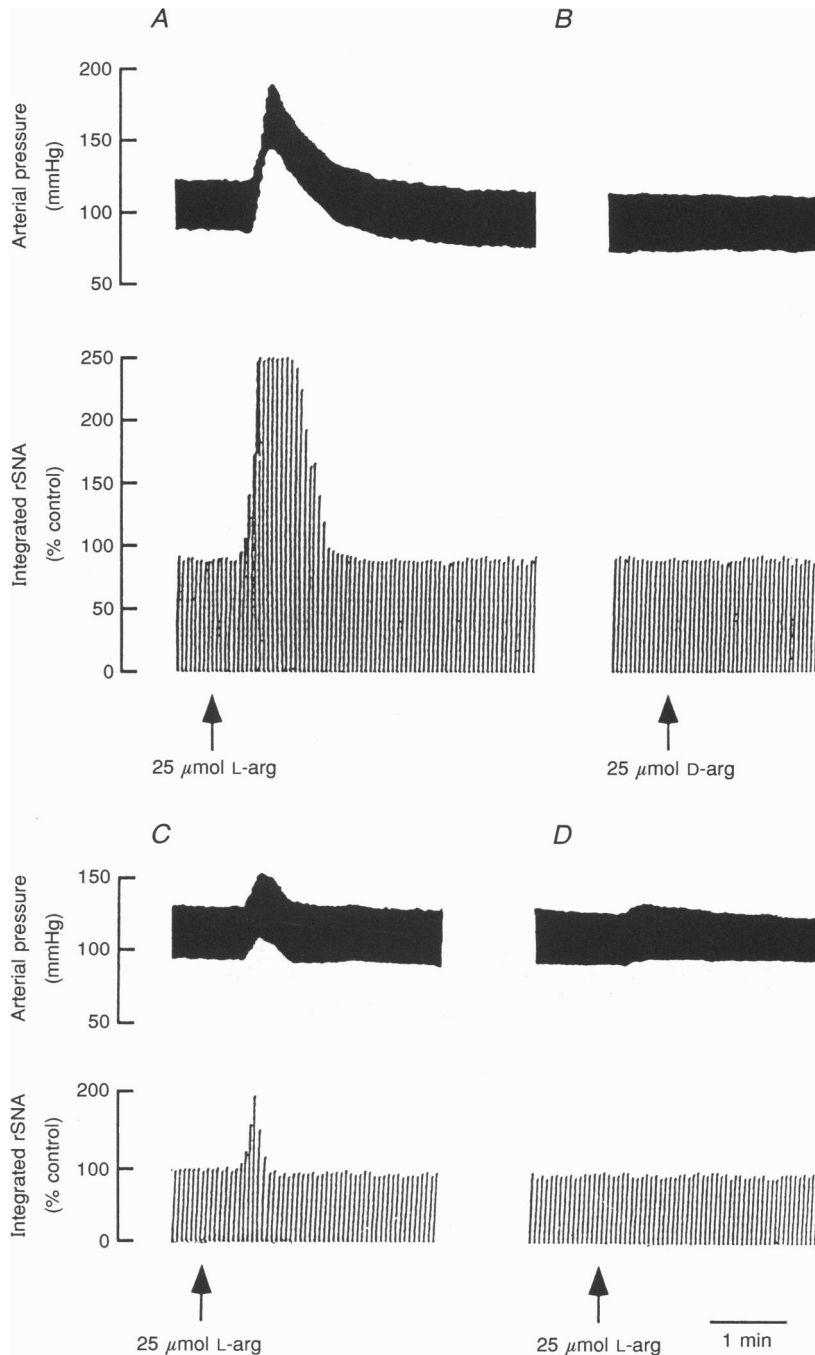 A
B
200
150
100
50
Arterial pressure
(mmHg)
250
200
150
100
50
0
Integrated rSNA
(% control)
25 μmol L-arg
25 μmol D-arg
C
D
150
100
50
Arterial pressure
(mmHg)
200
100
0
Integrated rSNA
(% control)
25 μmol L-arg
25 μmol L-arg
1 min